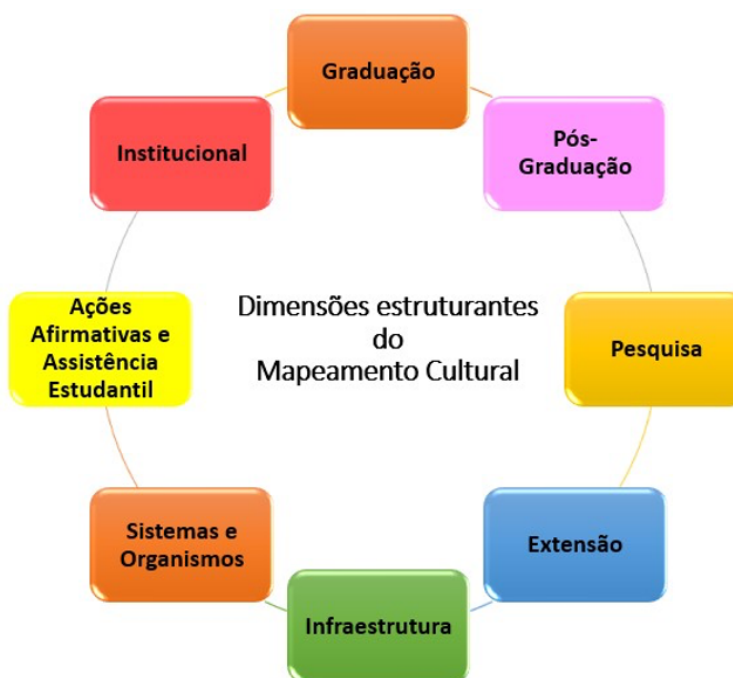 Graduação
Pós-
Graduação
Pesquisa
Extensão
Infraestrutura
Sistemas e
Organismos
Ações
Afirmativas e
Assistência
Estudantil
Institucional
Dimensões estruturantes
do
Mapeamento Cultural